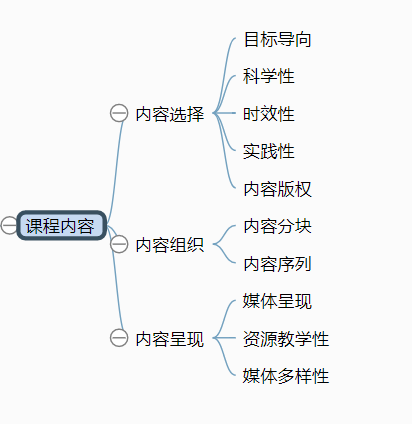 课程内容
内容选择
目标导向
科学性
时效性
实践性
内容版权
内容组织
内容分块
内容序列
内容呈现
媒体呈现
资源教学性
媒体多样性